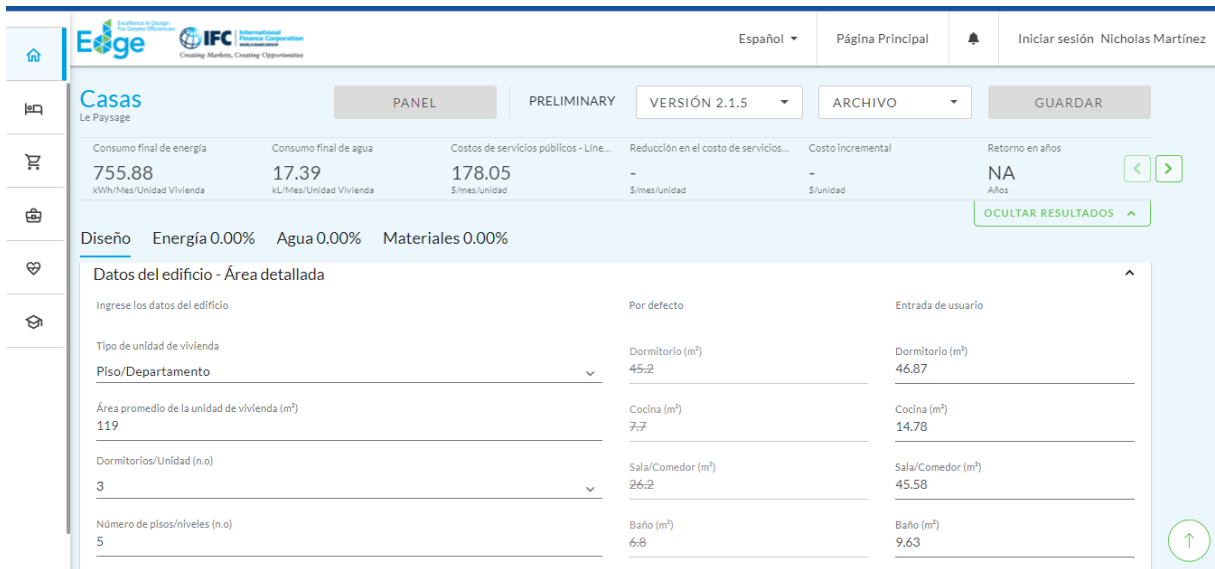 Excellence In Design
For Greater Efficiencies
Edge
IFC International Finance Corporation
WORLD BANK GROUP
Creating Markets, Creating Opportunities
Español
Página Principal
Iniciar sesión Nicholas Martínez
Casas
Le Paysage
PANEL
PRELIMINARY
VERSIÓN 2.1.5
ARCHIVO
GUARDAR
Consumo final de energía
755.88
kWh/Mes/Unidad Vivienda
Consumo final de agua
17.39
kL/Mes/Unidad Vivienda
Costos de servicios públicos - Líne...
178.05
$/mes/unidad
Reducción en el costo de servicios...
-
$/mes/unidad
Costo incremental
-
$/unidad
Retorno en años
NA
Años
OCULTAR RESULTADOS
Diseño Energía 0.00% Agua 0.00% Materiales 0.00%
Datos del edificio - Área detallada
Ingrese los datos del edificio
Por defecto
Entrada de usuario
Tipo de unidad de vivienda
Piso/Departamento
Dormitorio (m²)
45.2
Dormitorio (m²)
46.87
Área promedio de la unidad de vivienda (m²)
119
Cocina (m²)
7.7
Cocina (m²)
14.78
Dormitorios/Unidad (n.o)
3
Sala/Comedor (m²)
26.2
Sala/Comedor (m²)
45.58
Número de pisos/niveles (n.o)
5
Baño (m²)
6.8
Baño (m²)
9.63